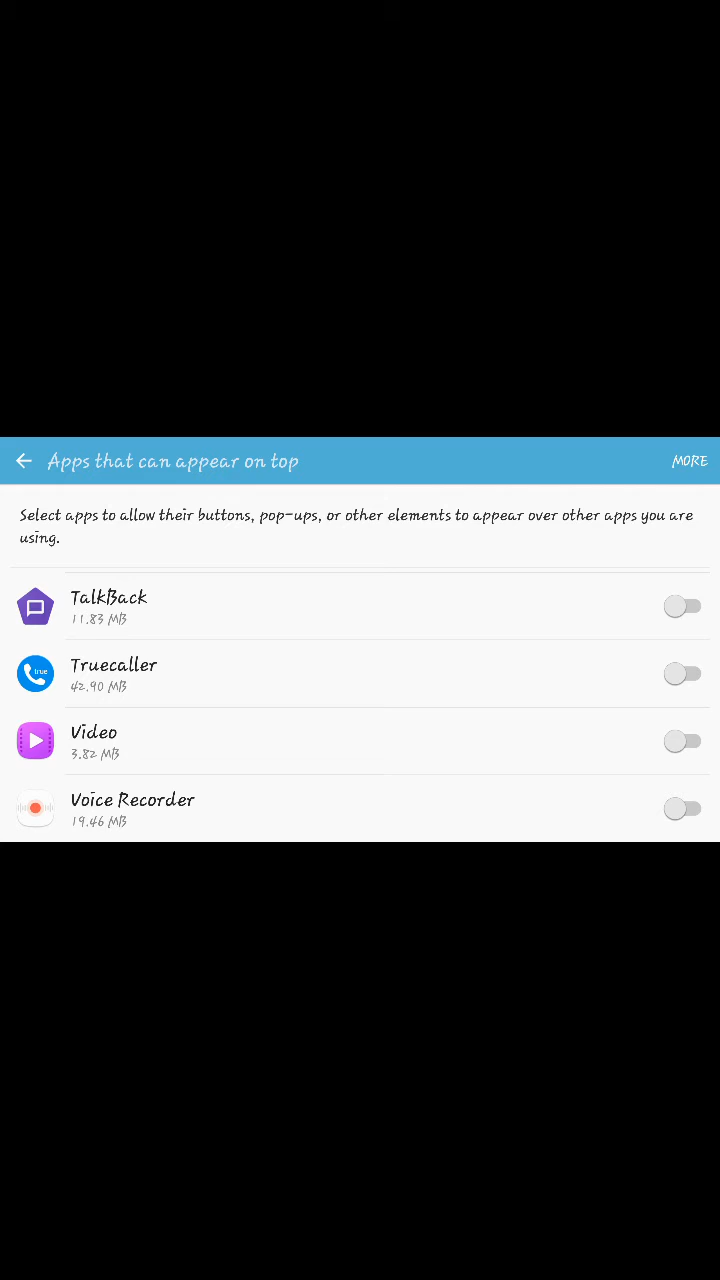 Apps that can appear on top
MORE
Select apps to allow their buttons, pop-ups, or other elements to appear over other apps you are
using.
TalkBack
11.83 MB
true
Truecaller
42.90 MB
Video
3.82 MB
Voice Recorder
19.46 MB